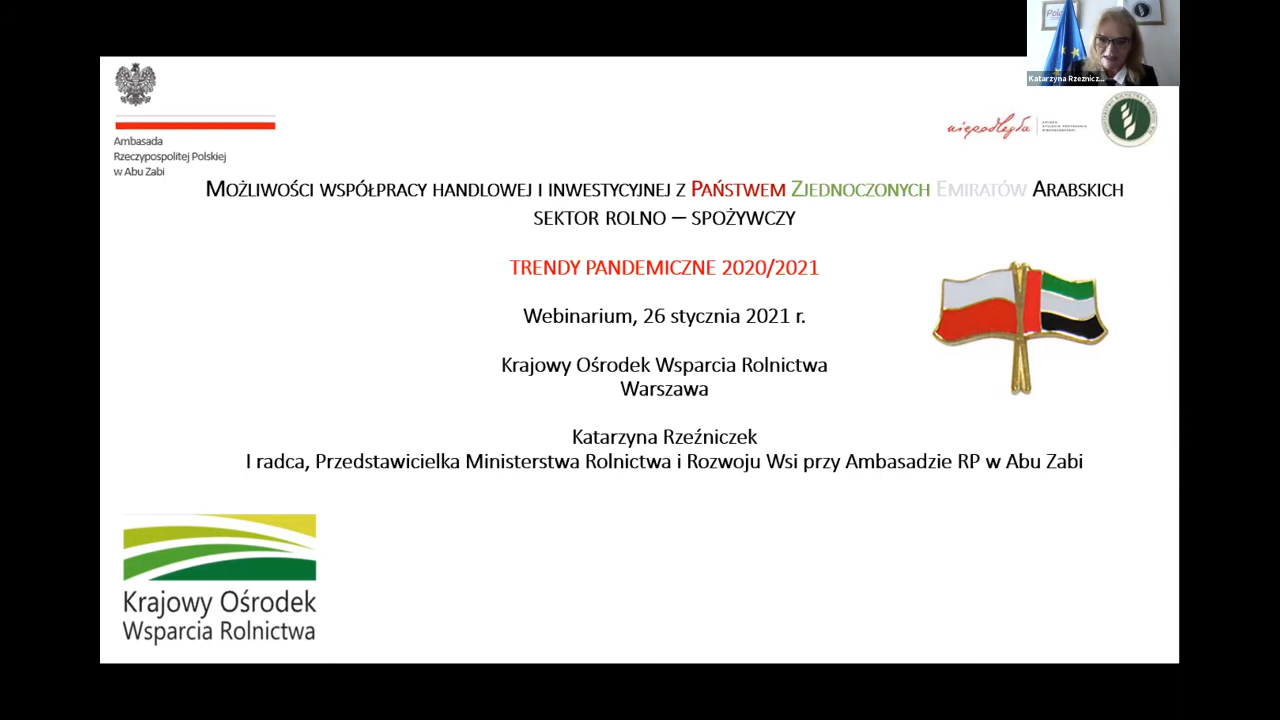 Katarzyna Rzeznicz...
Ambasada
Rzeczypospolitej Polskiej
w Abu Zabi
niepodległa
MOŻLIWOŚCI WSPÓŁPRACY HANDLOWEJ I INWESTYCYJNEJ Z PAŃSTWEM ZJEDNOCZONYCH EMIRATÓW ARABSKICH
SEKTOR ROLNO – SPOŻYWCZY
TRENDY PANDEMICZNE 2020/2021
Webinarium, 26 stycznia 2021 r.
Krajowy Ośrodek Wsparcia Rolnictwa
Warszawa
Katarzyna Rzeźniczek
I radca, Przedstawicielka Ministerstwa Rolnictwa i Rozwoju Wsi przy Ambasadzie RP w Abu Zabi
Krajowy Ośrodek
Wsparcia Rolnictwa